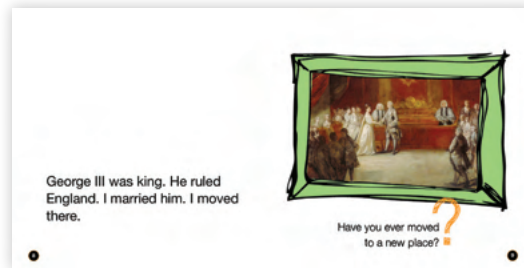 George III was king. He ruled
England. I married him. I moved
there.
Have you ever moved
to a new place?